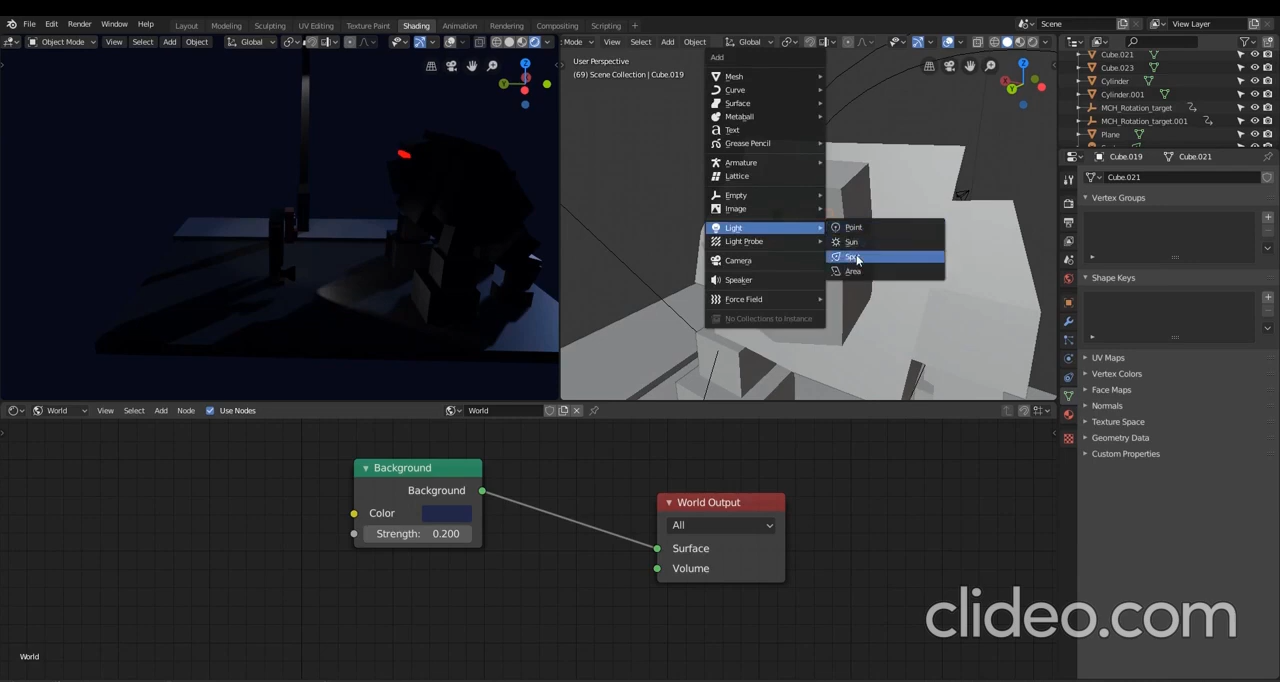 File Edit Render Window Help Layout Modeling Sculpting UV Editing Texture Paint Shading Animation Rendering Compositing Scripting + Scene View Layer
Object Mode View Select Add Object Global Mode View Select Add Object Global
User Perspective
(69) Scene Collection | Cube.019
Add
Mesh
Curve
Surface
Metaball
Text
Grease Pencil
Armature
Lattice
Empty
Image
Light
Light Probe
Camera
Speaker
Force Field
No Collections to Instance
Point
Sun
Area
Z
Y
Z
Y
Cube.021
Cube.023
Cylinder
Cylinder.001
MCH_Rotation_target
MCH_Rotation_target.001
Plane
Cube.019 Cube.021
Cube.021
Vertex Groups
Shape Keys
UV Maps
Vertex Colors
Face Maps
Normals
Texture Space
Geometry Data
Custom Properties
World View Select Add Node Use Nodes World
Background
Background
Color
Strength: 0.200
World Output
All
Surface
Volume
World
clideo.com